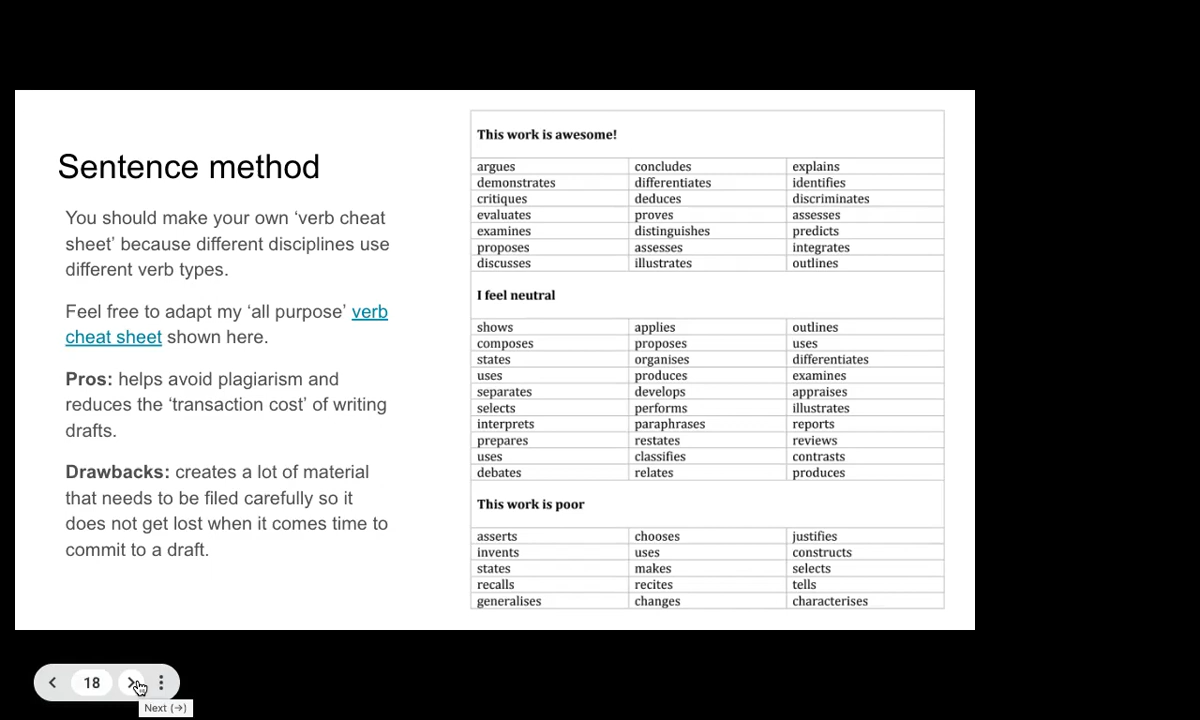 Sentence method
You should make your own ‘verb cheat
sheet’ because different disciplines use
different verb types.
Feel free to adapt my ‘all purpose’ verb
cheat sheet shown here.
Pros: helps avoid plagiarism and
reduces the ‘transaction cost’ of writing
drafts.
Drawbacks: creates a lot of material
that needs to be filed carefully so it
does not get lost when it comes time to
commit to a draft.
This work is awesome!
argues concludes explains
demonstrates differentiates identifies
critiques deduces discriminates
evaluates proves assesses
examines distinguishes predicts
proposes assesses integrates
discusses illustrates outlines
I feel neutral
shows applies outlines
composes proposes uses
states organises differentiates
uses produces examines
separates develops appraises
selects performs illustrates
interprets paraphrases reports
prepares restates reviews
uses classifies contrasts
debates relates produces
This work is poor
asserts chooses justifies
invents uses constructs
states makes selects
recalls recites tells
generalises changes characterises
18
Next (→)